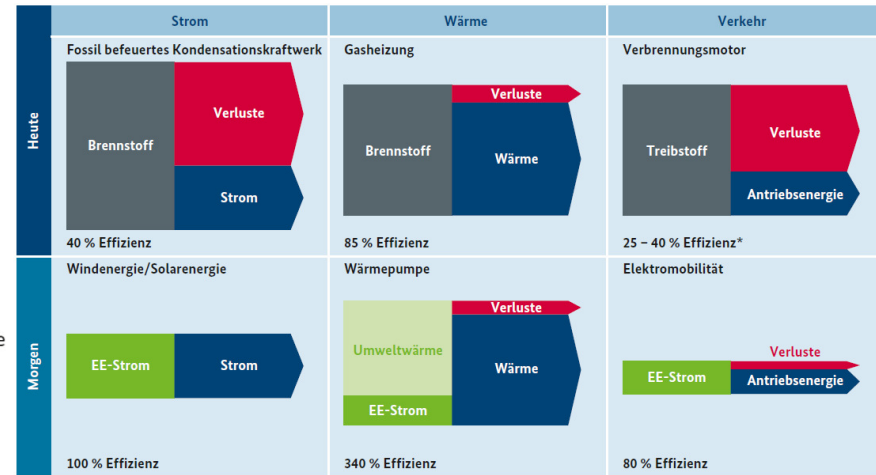 Strom
Wärme
Verkehr
Heute
Fossil befeuertes Kondensationskraftwerk
Brennstoff
Verluste
Strom
40 % Effizienz
Gasheizung
Brennstoff
Verluste
Wärme
85 % Effizienz
Verbrennungsmotor
Treibstoff
Verluste
Antriebsenergie
25 – 40 % Effizienz*
Morgen
Windenergie/Solarenergie
EE-Strom
Strom
100 % Effizienz
Wärmepumpe
Umweltwärme
EE-Strom
Verluste
Wärme
340 % Effizienz
Elektromobilität
EE-Strom
Verluste
Antriebsenergie
80 % Effizienz